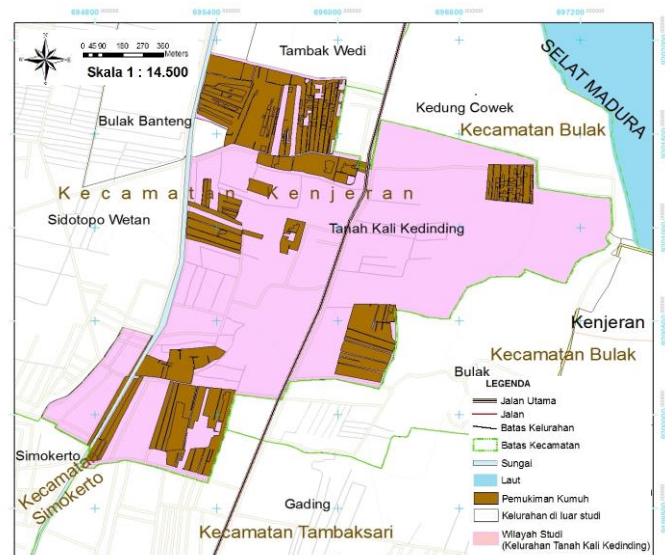 694800 695400 696000 696600 697200
0 45 90 180 270 360
Meters
Skala 1 : 14.500
Tambak Wedi
Kedung Cowek
Kecamatan Bulak
SELAT MADURA
Bulak Banteng
Kecamatan Kenjeran
Sidotopo Wetan
Tanah Kali Kedinding
Kenjeran
Kecamatan Bulak
Bulak
Simokerto
Kecamatan
Simokerto
Gading
Kecamatan Tambaksari
LEGENDA
Jalan Utama
Jalan
Batas Kelurahan
Batas Kecamatan
Sungai
Laut
Pemukiman Kumuh
Kelurahan di luar studi
Wilayah Studi
(Kelurahan Tanah Kali Kedinding)